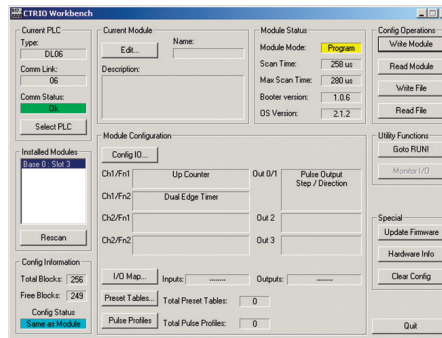 CTRIO Workbench
Current PLC
Type:
DL06
Comm Link:
06
Comm Status:
Ok
Select PLC
Installed Modules
Base 0 : Slot 3
Rescan
Config Information
Total Blocks: 256
Free Blocks: 249
Config Status
Same as Module
Current Module
Edit...
Name:
Description:
Module Status
Module Mode: Program
Scan Time: 258 us
Max Scan Time: 280 us
Booter version: 1.0.6
OS Version: 2.1.2
Module Configuration
Config IO...
Ch1/Fn1 Up Counter Out 0/1 Pulse Output
Step / Direction
Ch1/Fn2 Dual Edge Timer
Ch2/Fn1 Out 2
Ch2/Fn2 Out 3
I/O Map... Inputs: -------- Outputs: --------
Preset Tables... Total Preset Tables: 0
Pulse Profiles Total Pulse Profiles: 0
Config Operations
Write Module
Read Module
Write File
Read File
Utility Functions
Goto RUN!
Monitor I/O
Special
Update Firmware
Hardware Info
Clear Config
Quit